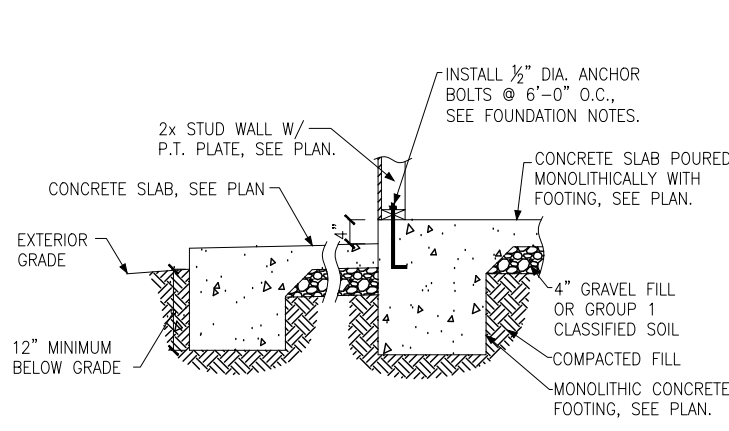 INSTALL ½" DIA. ANCHOR
BOLTS @ 6'-0" O.C.,
SEE FOUNDATION NOTES.
2x STUD WALL W/
P.T. PLATE, SEE PLAN.
CONCRETE SLAB POURED
MONOLITHICALLY WITH
FOOTING, SEE PLAN.
CONCRETE SLAB, SEE PLAN
4"
EXTERIOR
GRADE
4" GRAVEL FILL
OR GROUP 1
CLASSIFIED SOIL
12" MINIMUM
BELOW GRADE
COMPACTED FILL
MONOLITHIC CONCRETE
FOOTING, SEE PLAN.